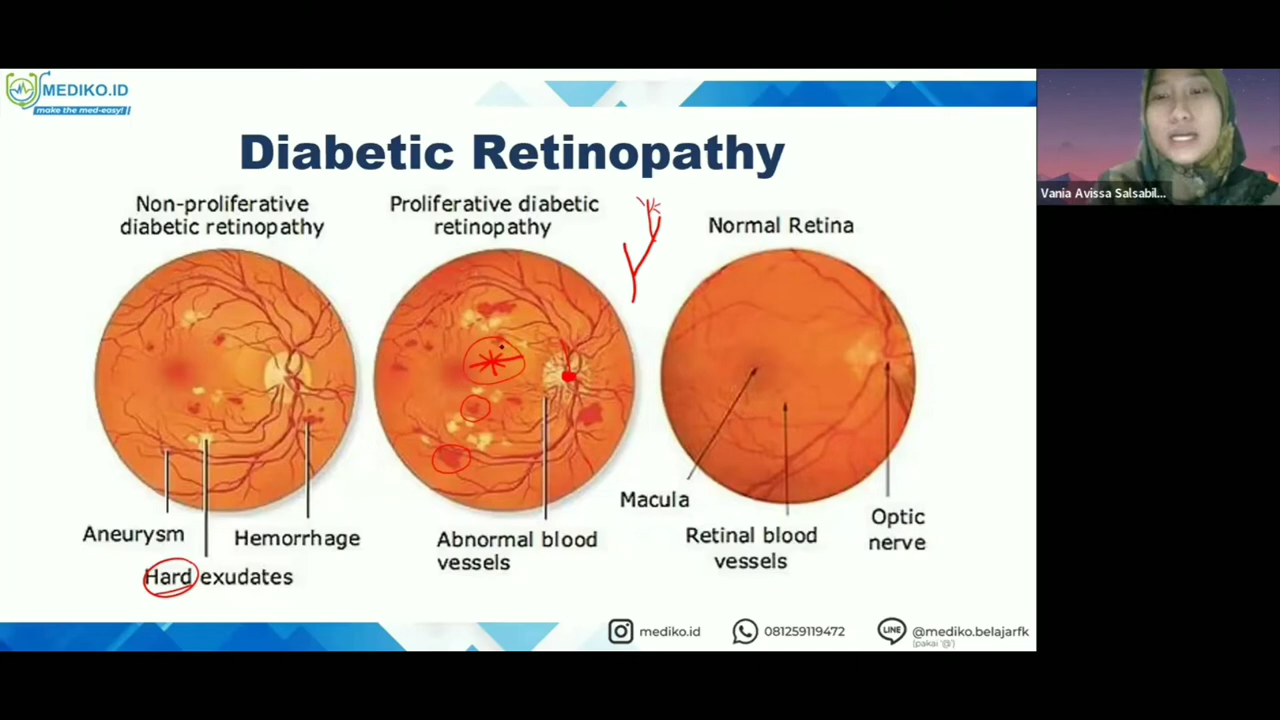 MEDIKO.ID
make the med-easy!
Diabetic Retinopathy
Non-proliferative
diabetic retinopathy
Proliferative diabetic
retinopathy
Normal Retina
Vania Avissa Salsabil...
Aneurysm
Hard exudates
Hemorrhage
Abnormal blood
vessels
Macula
Retinal blood
vessels
Optic
nerve
mediko.id
081259119472
LINE
@mediko.belajarfk
(pakai '@')